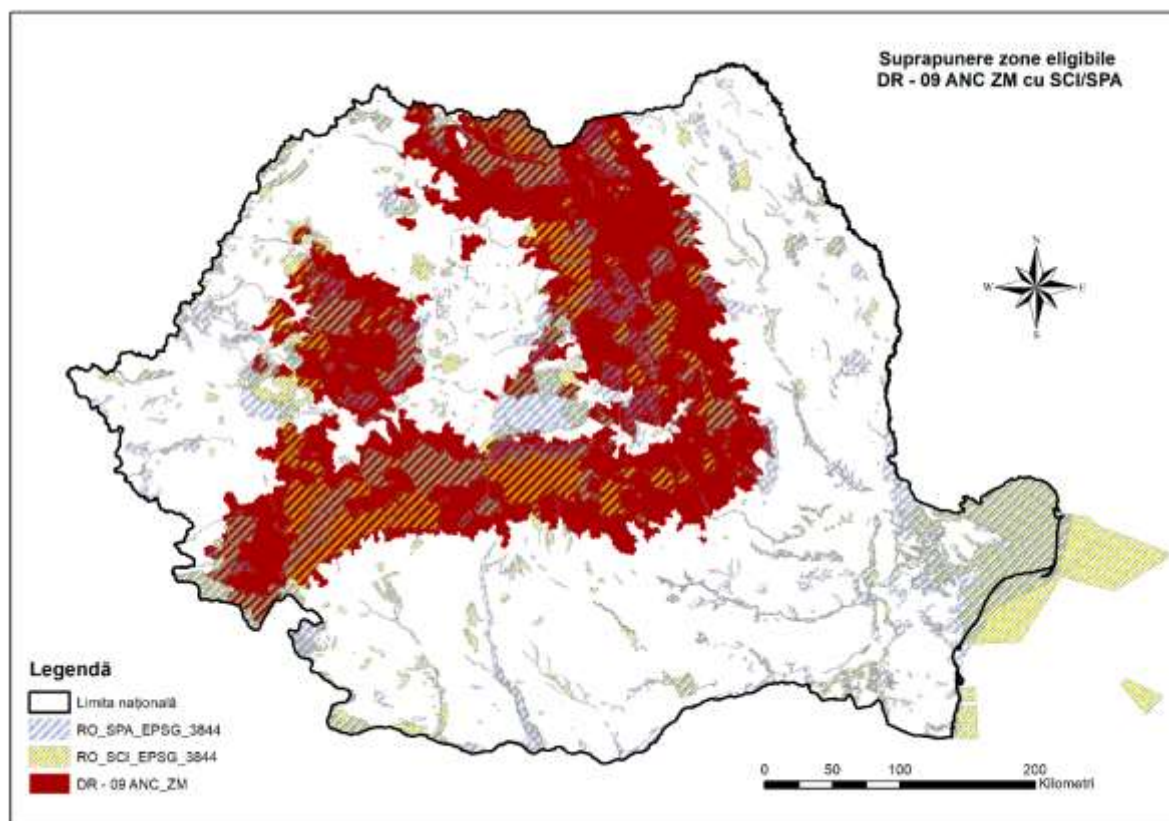 Suprapunere zone eligibile
DR - 09 ANC ZM cu SCI/SPA
N
W E
S
Legendă
Limita națională
RO_SPA_EPSG_3844
RO_SCI_EPSG_3844
DR - 09 ANC_ZM
0 50 100 200
Kilometri